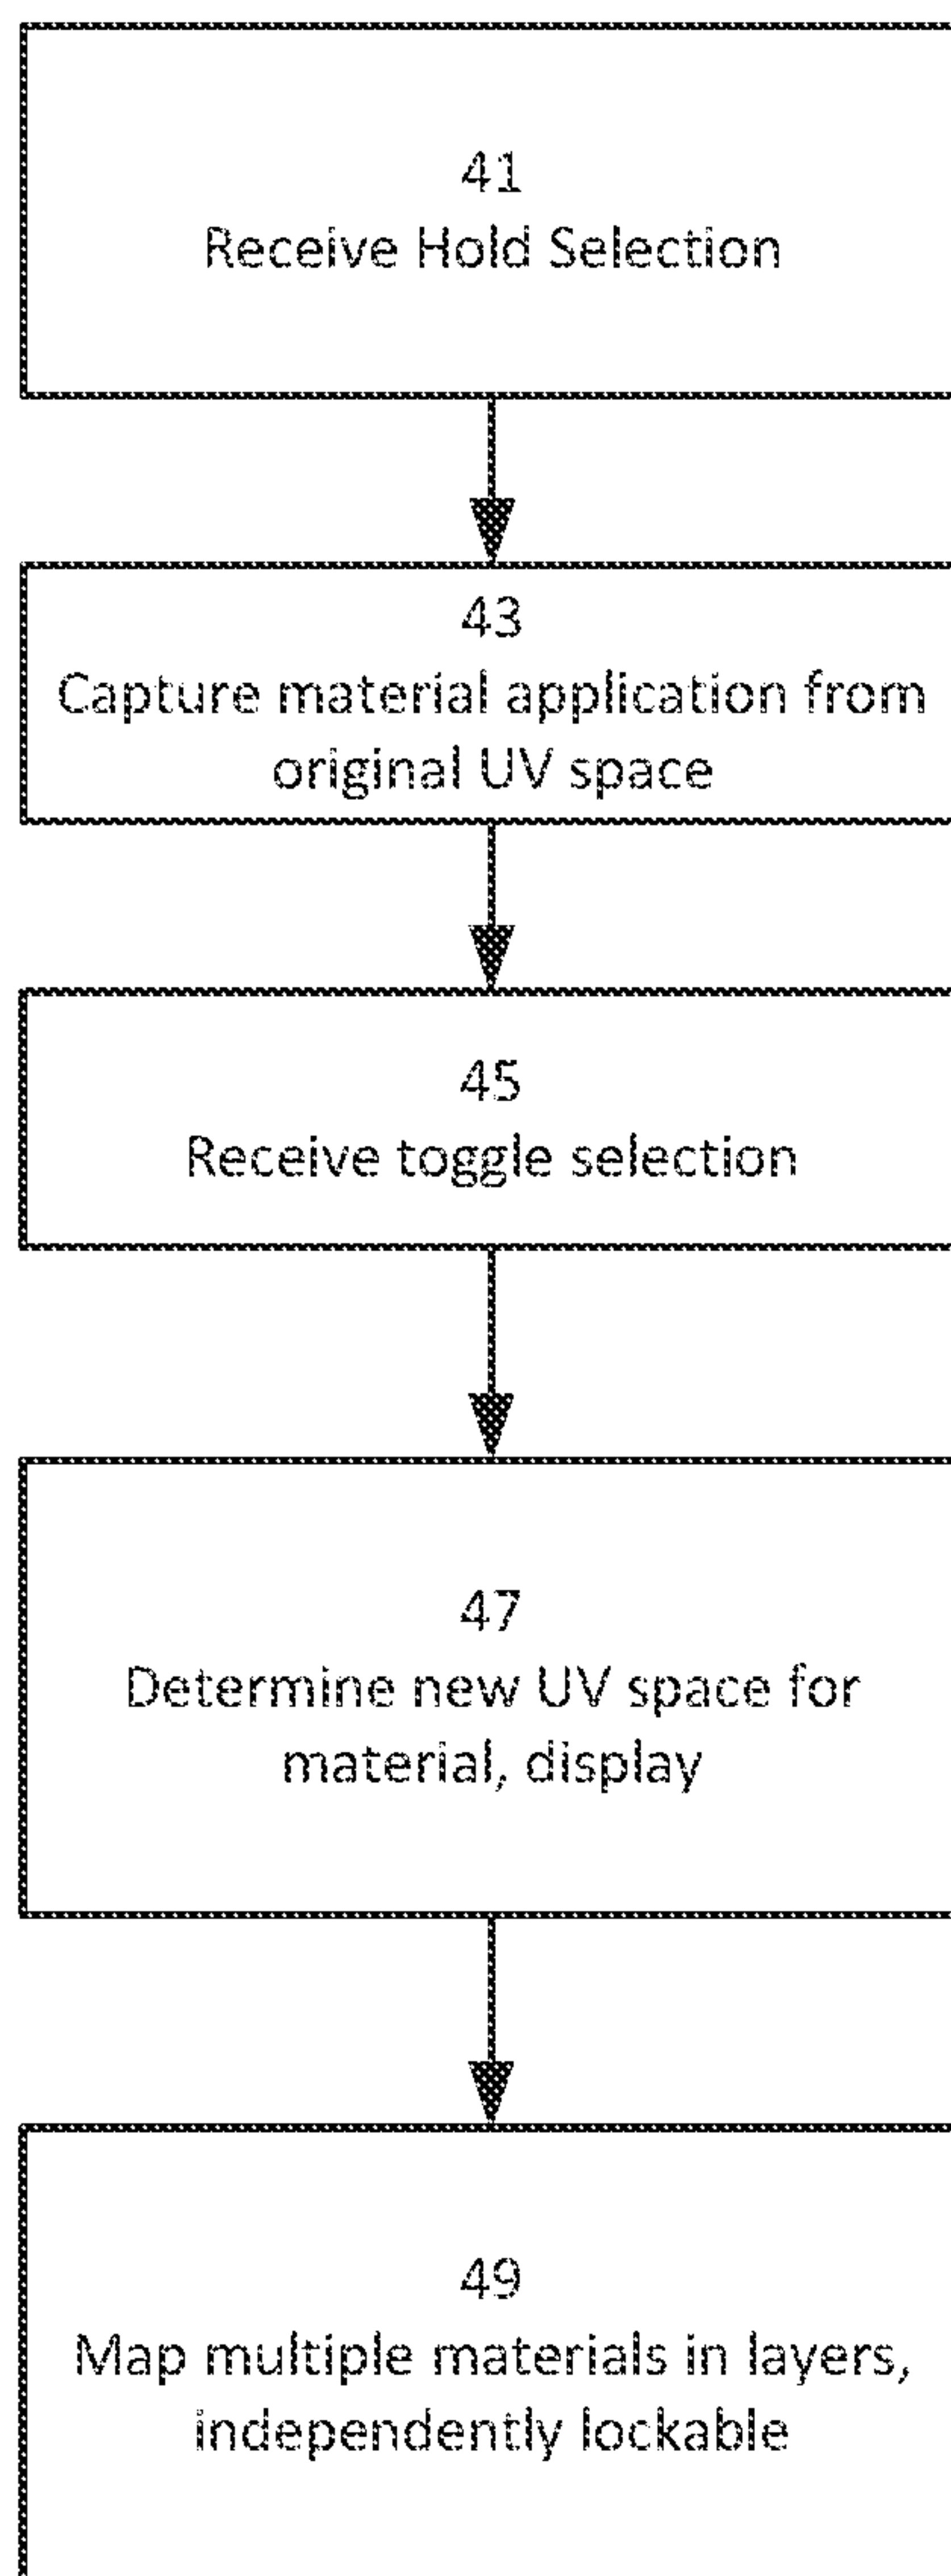 41
Receive Hold Selection
43
Capture material application from
original UV space
45
Receive toggle selection
47
Determine new UV space for
material, display
49
Map multiple materials in layers,
independently lockable